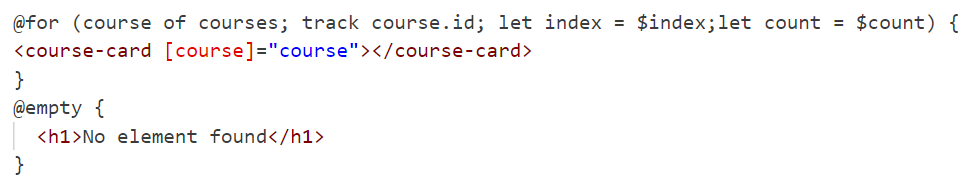 @for (course of courses; track course.id; let index = $index;let count = $count) {
<course-card [course]="course"></course-card>
}
@empty {
  <h1>No element found</h1>
}